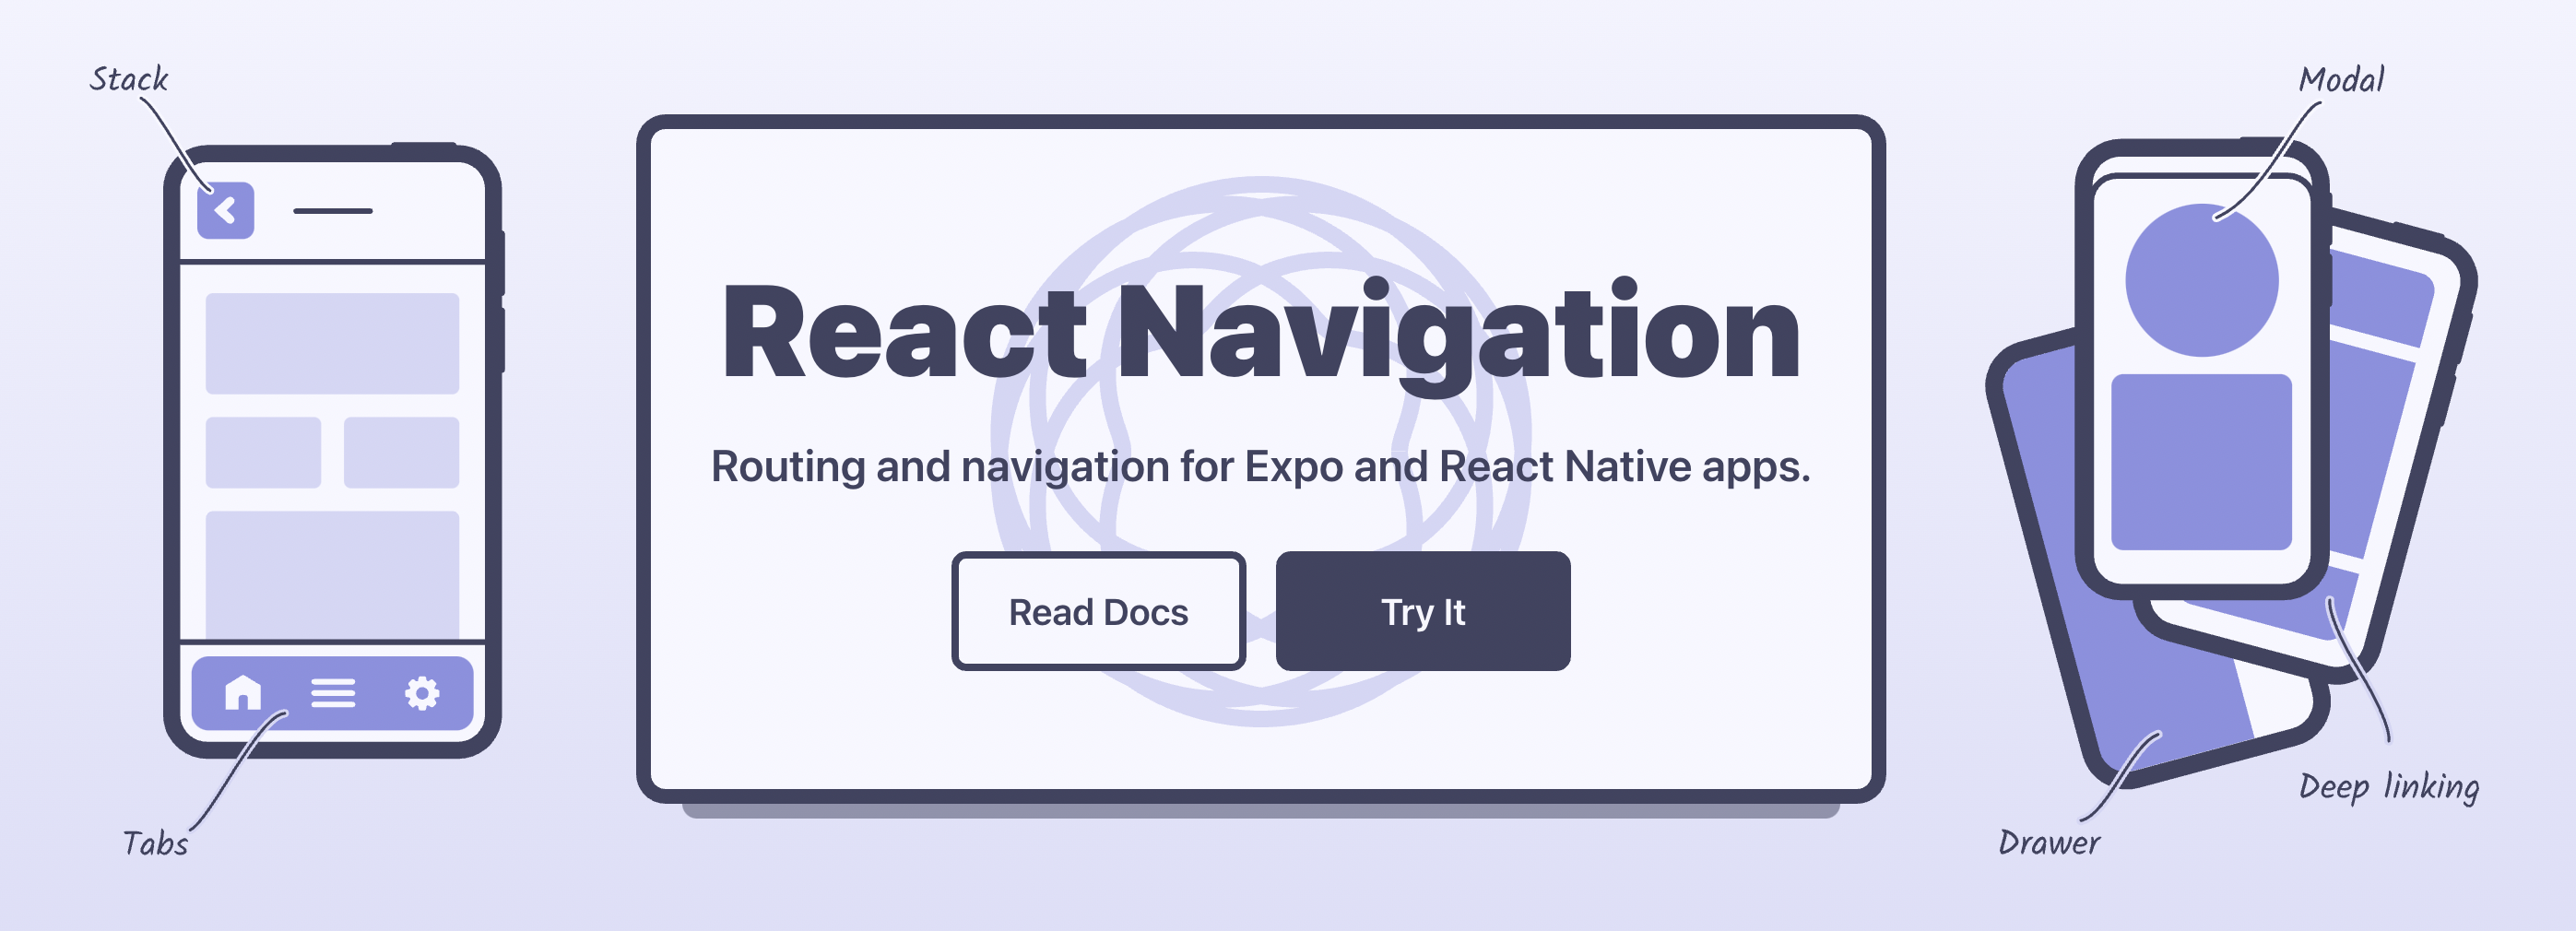 Stack
Modal
React Navigation
Routing and navigation for Expo and React Native apps.
Read Docs
Try It
Tabs
Deep linking
Drawer